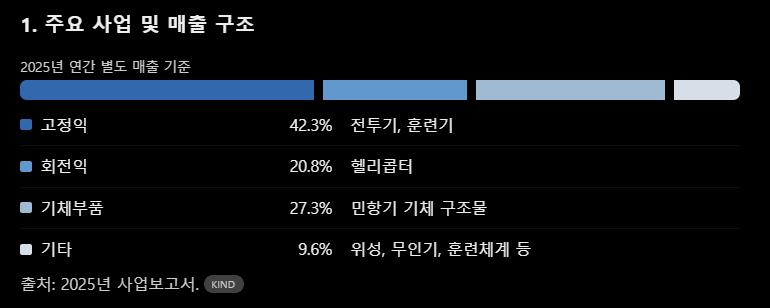 1. 주요 사업 및 매출 구조
2025년 연간 별도 매출 기준
고정익 42.3% 전투기, 훈련기
회전익 20.8% 헬리콥터
기체부품 27.3% 민항기 기체 구조물
기타 9.6% 위성, 무인기, 훈련체계 등
출처: 2025년 사업보고서. KIND